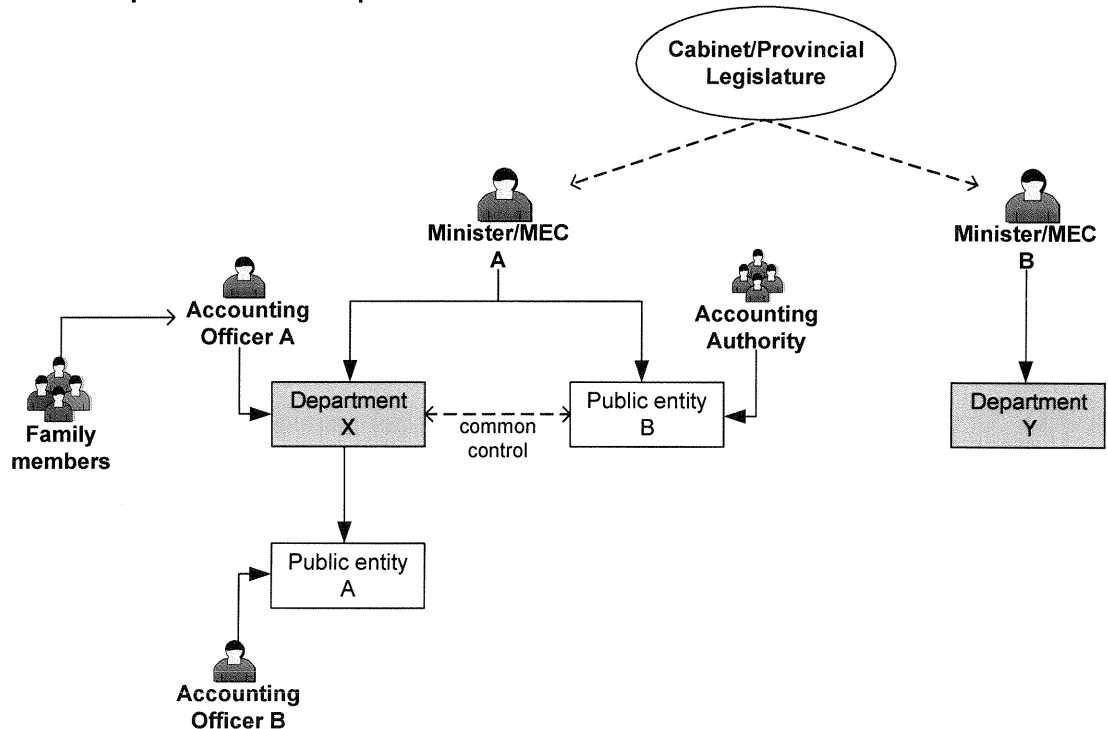 Cabinet/Provincial
Legislature
Minister/MEC
A
Minister/MEC
B
Accounting
Officer A
Accounting
Authority
Family
members
Department
X
common
control
Public entity
B
Department
Y
Public entity
A
Accounting
Officer B